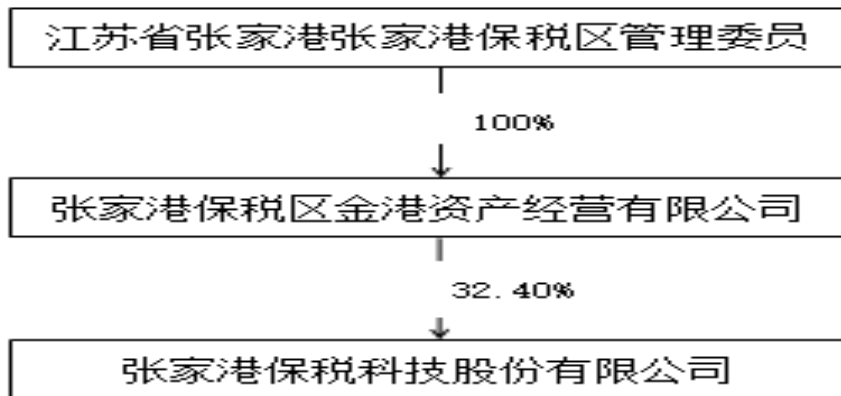 江苏省张家港张家港保税区管理委员
100%
张家港保税区金港资产经营有限公司
32.40%
张家港保税科技股份有限公司